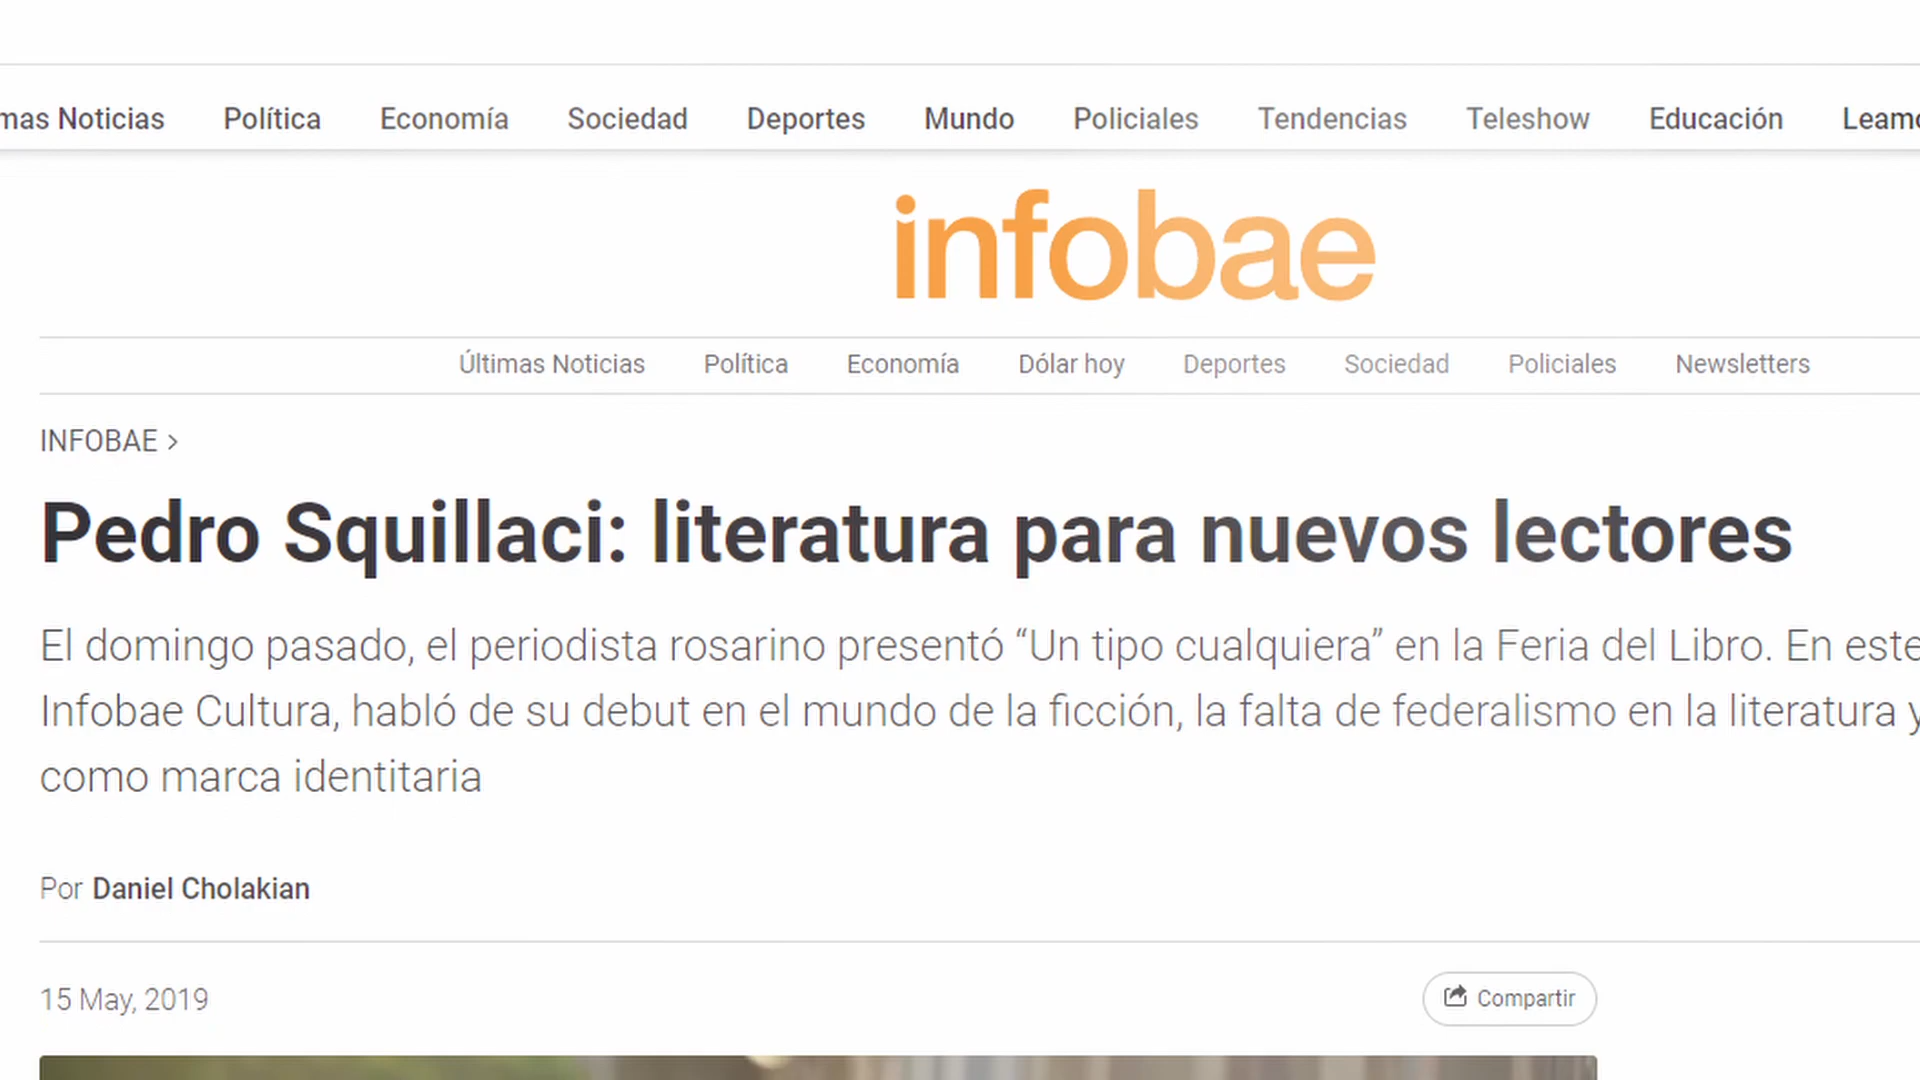 mas Noticias Política Economía Sociedad Deportes Mundo Policiales Tendencias Teleshow Educación Leamo
infobae
Últimas Noticias Política Economía Dólar hoy Deportes Sociedad Policiales Newsletters
INFOBAE >
Pedro Squillaci: literatura para nuevos lectores
El domingo pasado, el periodista rosarino presentó “Un tipo cualquiera” en la Feria del Libro. En este
Infobae Cultura, habló de su debut en el mundo de la ficción, la falta de federalismo en la literatura y
como marca identitaria
Por Daniel Cholakian
15 May, 2019
Compartir